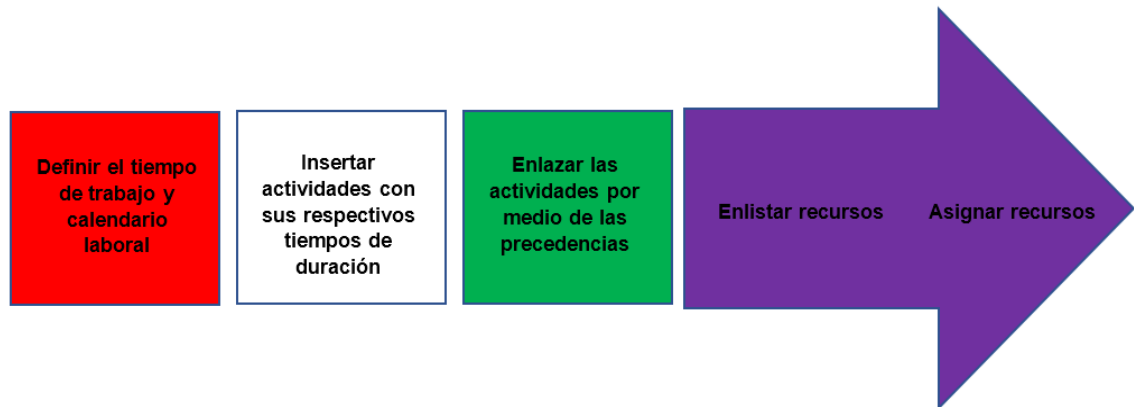 Definir el tiempo
de trabajo y
calendario
laboral
Insertar
actividades con
sus respectivos
tiempos de
duración
Enlazar las
actividades por
medio de las
precedencias
Enlistar recursos
Asignar recursos